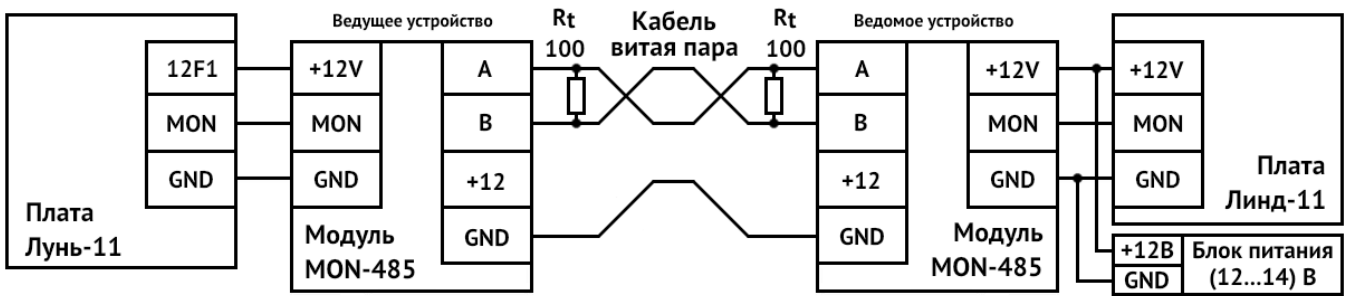 Ведущее устройство
Rt
100
Кабель
витая пара
Rt
100
Ведомое устройство
12F1
MON
GND
Плата
Лунь-11
+12V
MON
GND
Модуль
MON-485
A
B
+12
GND
A
B
+12
GND
+12V
MON
GND
Модуль
MON-485
+12V
MON
GND
Плата
Линд-11
+12В
GND
Блок питания
(12...14) В